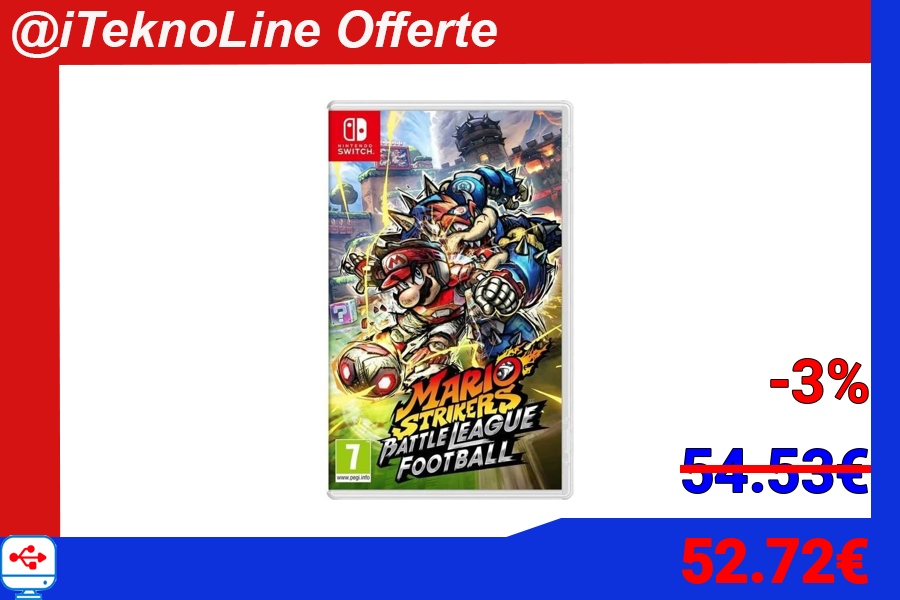 @iTeknoLine Offerte
NINTENDO
SWITCH
MARIO
STRIKERS
BATTLE LEAGUE
FOOTBALL
7
www.pegi.info
-3%
54.53€
52.72€